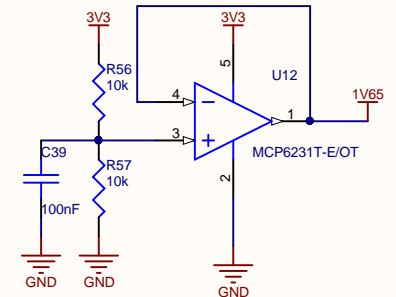 3V3
3V3
R56
10k
5
U12
4
1
1V65
3
MCP6231T-E/OT
C39
R57
10k
2
100nF
GND
GND
GND